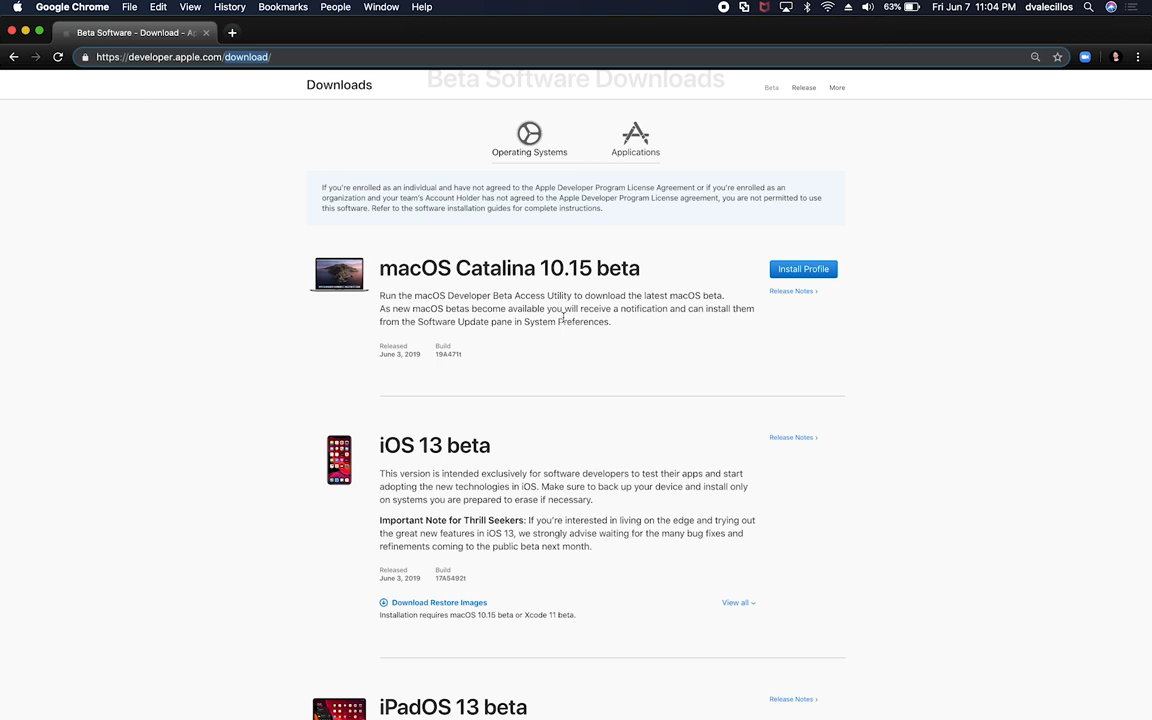 Google Chrome File Edit View History Bookmarks People Window Help 63% Fri Jun 7 11:04 PM dvalecillos
Beta Software - Download - A
https://developer.apple.com/download/
Beta Software Downloads
Downloads
Beta Release More
Operating Systems Applications
If you're enrolled as an individual and have not agreed to the Apple Developer Program License Agreement or if you're enrolled as an
organization and your team's Account Holder has not agreed to the Apple Developer Program License agreement, you are not permitted to use
this software. Refer to the software installation guides for complete instructions.
macOS Catalina 10.15 beta
Install Profile
Release Notes ›
Run the macOS Developer Beta Access Utility to download the latest macOS beta.
As new macOS betas become available you will receive a notification and can install them
from the Software Update pane in System Preferences.
Released Build
June 3, 2019 19A471t
iOS 13 beta
Release Notes ›
This version is intended exclusively for software developers to test their apps and start
adopting the new technologies in iOS. Make sure to back up your device and install only
on systems you are prepared to erase if necessary.
Important Note for Thrill Seekers: If you're interested in living on the edge and trying out
the great new features in iOS 13, we strongly advise waiting for the many bug fixes and
refinements coming to the public beta next month.
Released Build
June 3, 2019 17A5492t
Download Restore Images View all
Installation requires macOS 10.15 beta or Xcode 11 beta.
iPadOS 13 beta
Release Notes ›